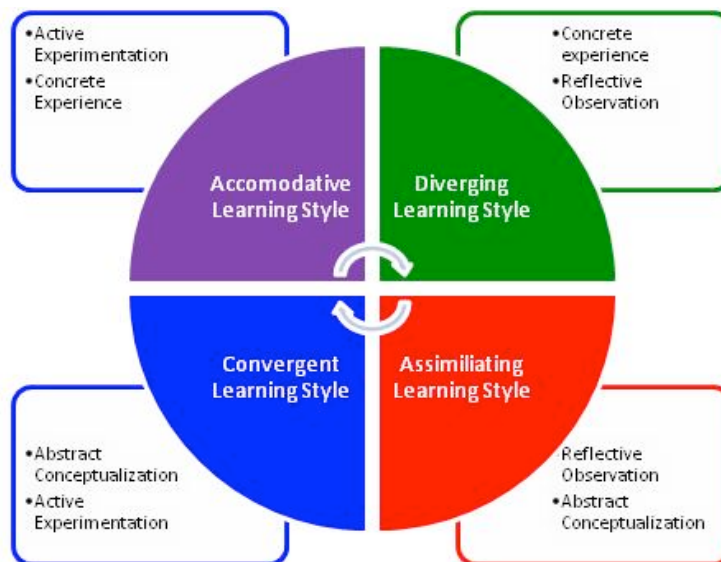 •Active
Experimentation
•Concrete
Experience
•Concrete
experience
•Reflective
Observation
Accomodative
Learning Style
Diverging
Learning Style
Convergent
Learning Style
Assimiliating
Learning Style
•Abstract
Conceptualization
•Active
Experimentation
•Reflective
Observation
•Abstract
Conceptualization